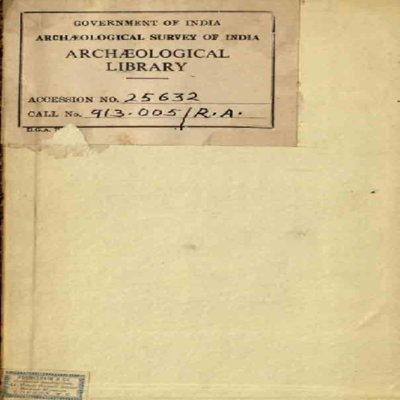 GOVERNMENT OF INDIA
ARCHÆOLOGICAL SURVEY OF INDIA
ARCHÆOLOGICAL
LIBRARY
ACCESSION NO. 25632
CALL No. 913.005/R.A.
D.G.A.